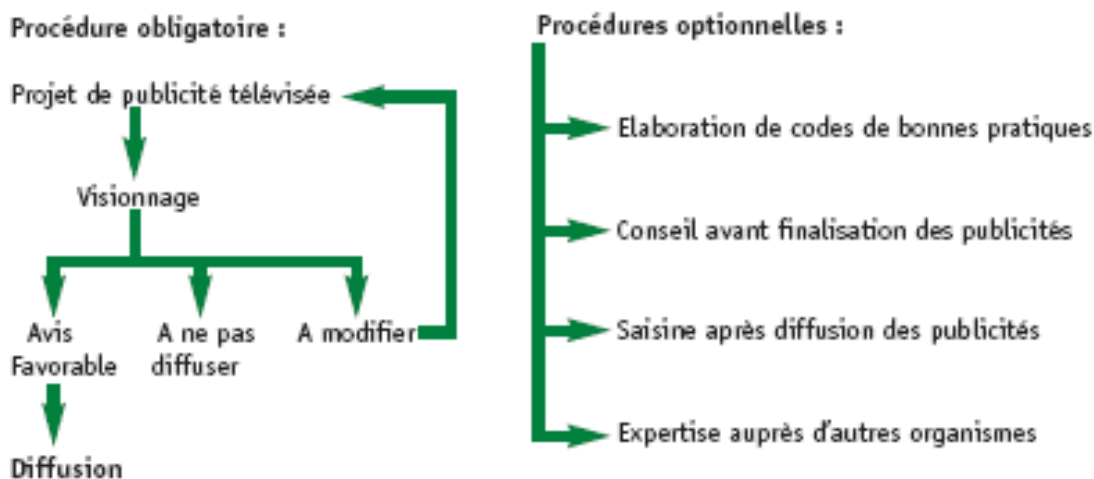 Procédure obligatoire :
Projet de publicité télévisée
Visionnage
Avis
Favorable
A ne pas
diffuser
A modifier
Diffusion
Procédures optionnelles :
Elaboration de codes de bonnes pratiques
Conseil avant finalisation des publicités
Saisine après diffusion des publicités
Expertise auprès d'autres organismes